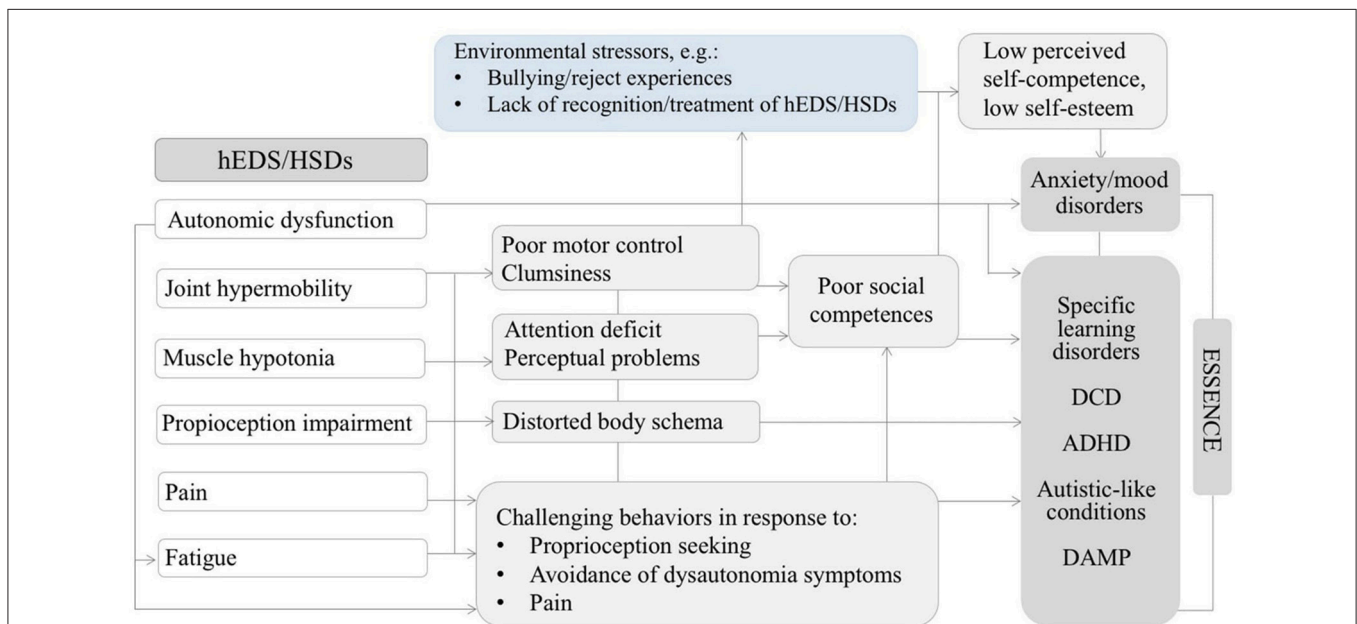 Environmental stressors, e.g.:
• Bullying/reject experiences
• Lack of recognition/treatment of hEDS/HSDs
Low perceived
self-competence,
low self-esteem
hEDS/HSDs
Anxiety/mood
disorders
Autonomic dysfunction
Joint hypermobility
Muscle hypotonia
Propioception impairment
Pain
Fatigue
Poor motor control
Clumsiness
Attention deficit
Perceptual problems
Distorted body schema
Challenging behaviors in response to:
• Proprioception seeking
• Avoidance of dysautonomia symptoms
• Pain
Poor social
competences
Specific
learning
disorders
DCD
ADHD
Autistic-like
conditions
DAMP
ESSENCE